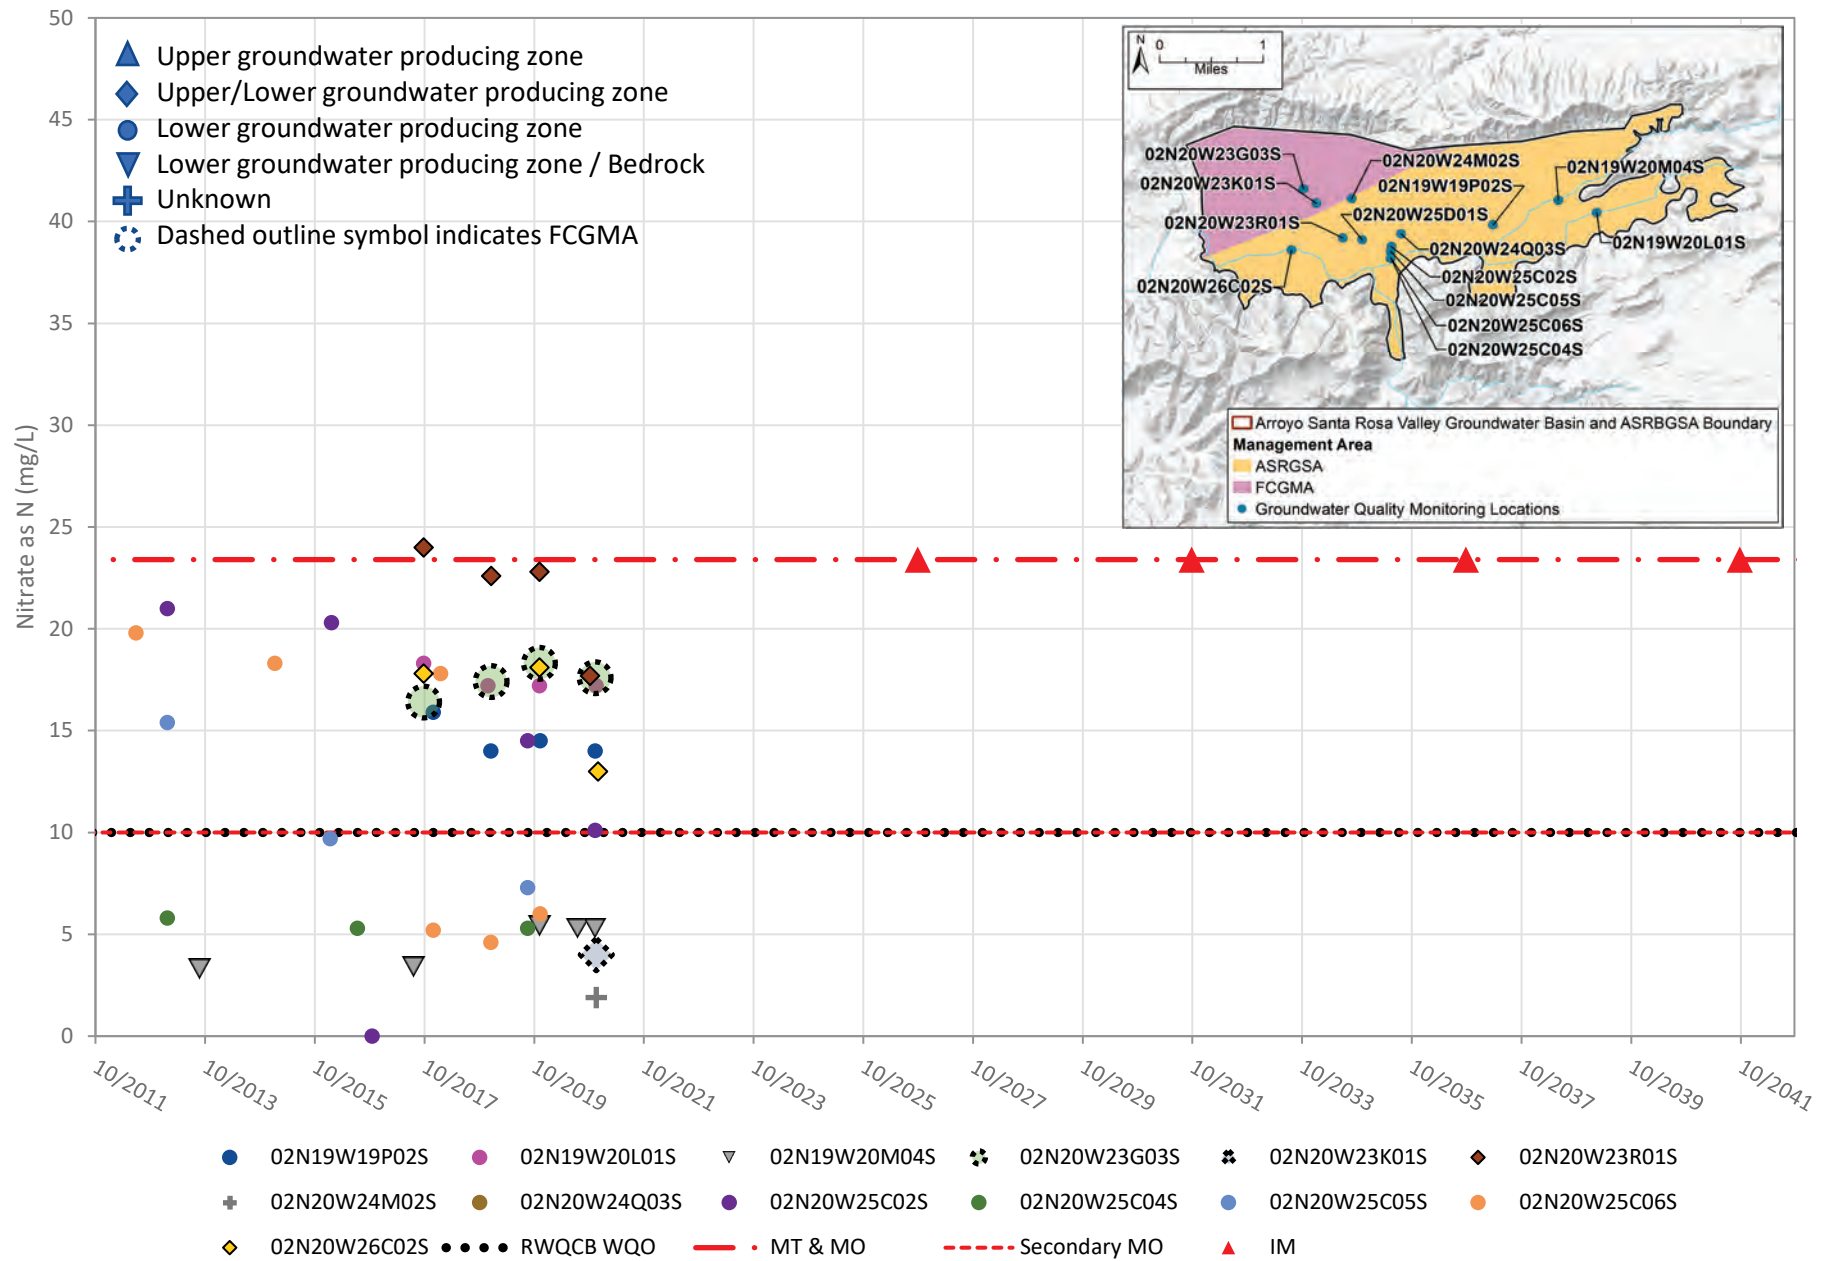 50
45
40
35
30
25
20
15
10
5
0
Nitrate as N (mg/L)
Upper groundwater producing zone
Upper/Lower groundwater producing zone
Lower groundwater producing zone
Lower groundwater producing zone / Bedrock
Unknown
Dashed outline symbol indicates FCGMA
N
0 1
Miles
02N20W23G03S
02N20W24M02S
02N19W20M04S
02N20W23K01S
02N19W19P02S
02N20W23R01S
02N20W25D01S
02N20W24Q03S
02N19W20L01S
02N20W26C02S
02N20W25C02S
02N20W25C05S
02N20W25C06S
02N20W25C04S
Arroyo Santa Rosa Valley Groundwater Basin and ASRBGSA Boundary
Management Area
ASRGSA
FCGMA
Groundwater Quality Monitoring Locations
10/2011 10/2013 10/2015 10/2017 10/2019 10/2021 10/2023 10/2025 10/2027 10/2029 10/2031 10/2033 10/2035 10/2037 10/2039 10/2041
02N19W19P02S 02N19W20L01S 02N19W20M04S 02N20W23G03S 02N20W23K01S 02N20W23R01S
02N20W24M02S 02N20W24Q03S 02N20W25C02S 02N20W25C04S 02N20W25C05S 02N20W25C06S
02N20W26C02S RWQCB WQO MT & MO Secondary MO IM